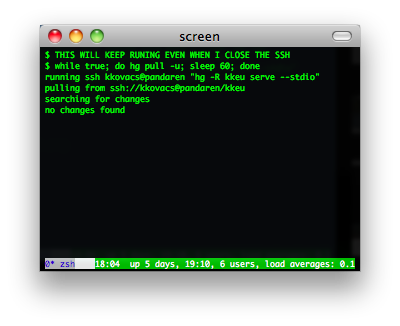 screen
$ THIS WILL KEEP RUNING EVEN WHEN I CLOSE THE SSH
$ while true; do hg pull -u; sleep 60; done
running ssh kkovacs@pandaren "hg -R kkeu serve --stdio"
pulling from ssh://kkovacs@pandaren/kkeu
searching for changes
no changes found
0* zsh 18:04 up 5 days, 19:10, 6 users, load averages: 0.1